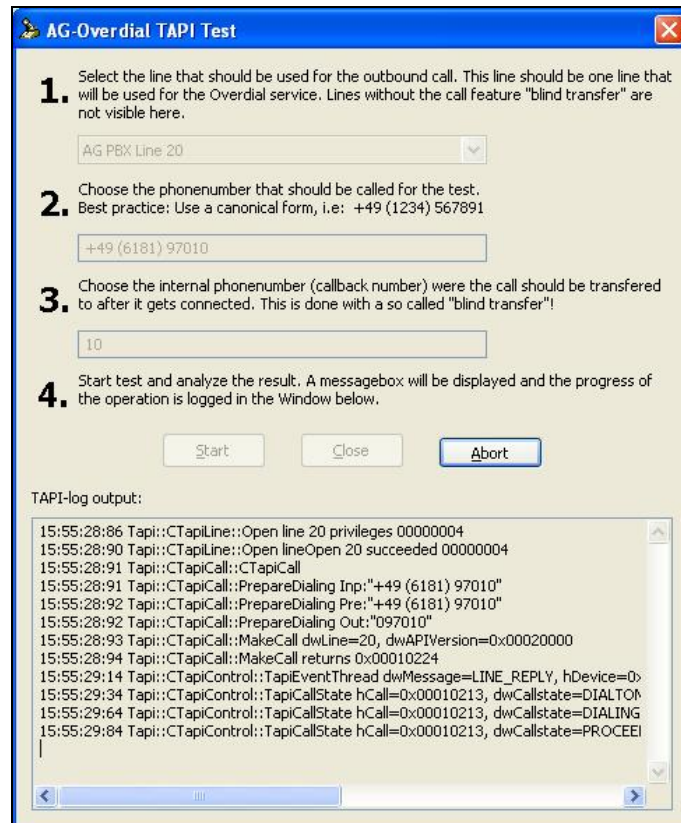 AG-Overdial TAPI Test
1. Select the line that should be used for the outbound call. This line should be one line that
will be used for the Overdial service. Lines without the call feature "blind transfer" are
not visible here.
AG PBX Line 20
2. Choose the phonenumber that should be called for the test.
Best practice: Use a canonical form, i.e: +49 (1234) 567891
+49 (6181) 97010
3. Choose the internal phonenumber (callback number) were the call should be transfered
to after it gets connected. This is done with a so called "blind transfer"!
10
4. Start test and analyze the result. A messagebox will be displayed and the progress of
the operation is logged in the Window below.
Start Close Abort
TAPI-log output:
15:55:28:86 Tapi::CTapiLine::Open line 20 privileges 00000004
15:55:28:90 Tapi::CTapiLine::Open lineOpen 20 succeeded 00000004
15:55:28:91 Tapi::CTapiCall::CTapiCall
15:55:28:91 Tapi::CTapiCall::PrepareDialing Inp:"+49 (6181) 97010"
15:55:28:92 Tapi::CTapiCall::PrepareDialing Pre:"+49 (6181) 97010"
15:55:28:92 Tapi::CTapiCall::PrepareDialing Out:"097010"
15:55:28:93 Tapi::CTapiCall::MakeCall dwLine=20, dwAPIVersion=0x00020000
15:55:28:94 Tapi::CTapiCall::MakeCall returns 0x00010224
15:55:29:14 Tapi::CTapiControl::TapiEventThread dwMessage=LINE_REPLY, hDevice=0x
15:55:29:34 Tapi::CTapiControl::TapiCallState hCall=0x00010213, dwCallstate=DIALTON
15:55:29:64 Tapi::CTapiControl::TapiCallState hCall=0x00010213, dwCallstate=DIALING
15:55:29:84 Tapi::CTapiControl::TapiCallState hCall=0x00010213, dwCallstate=PROCEE